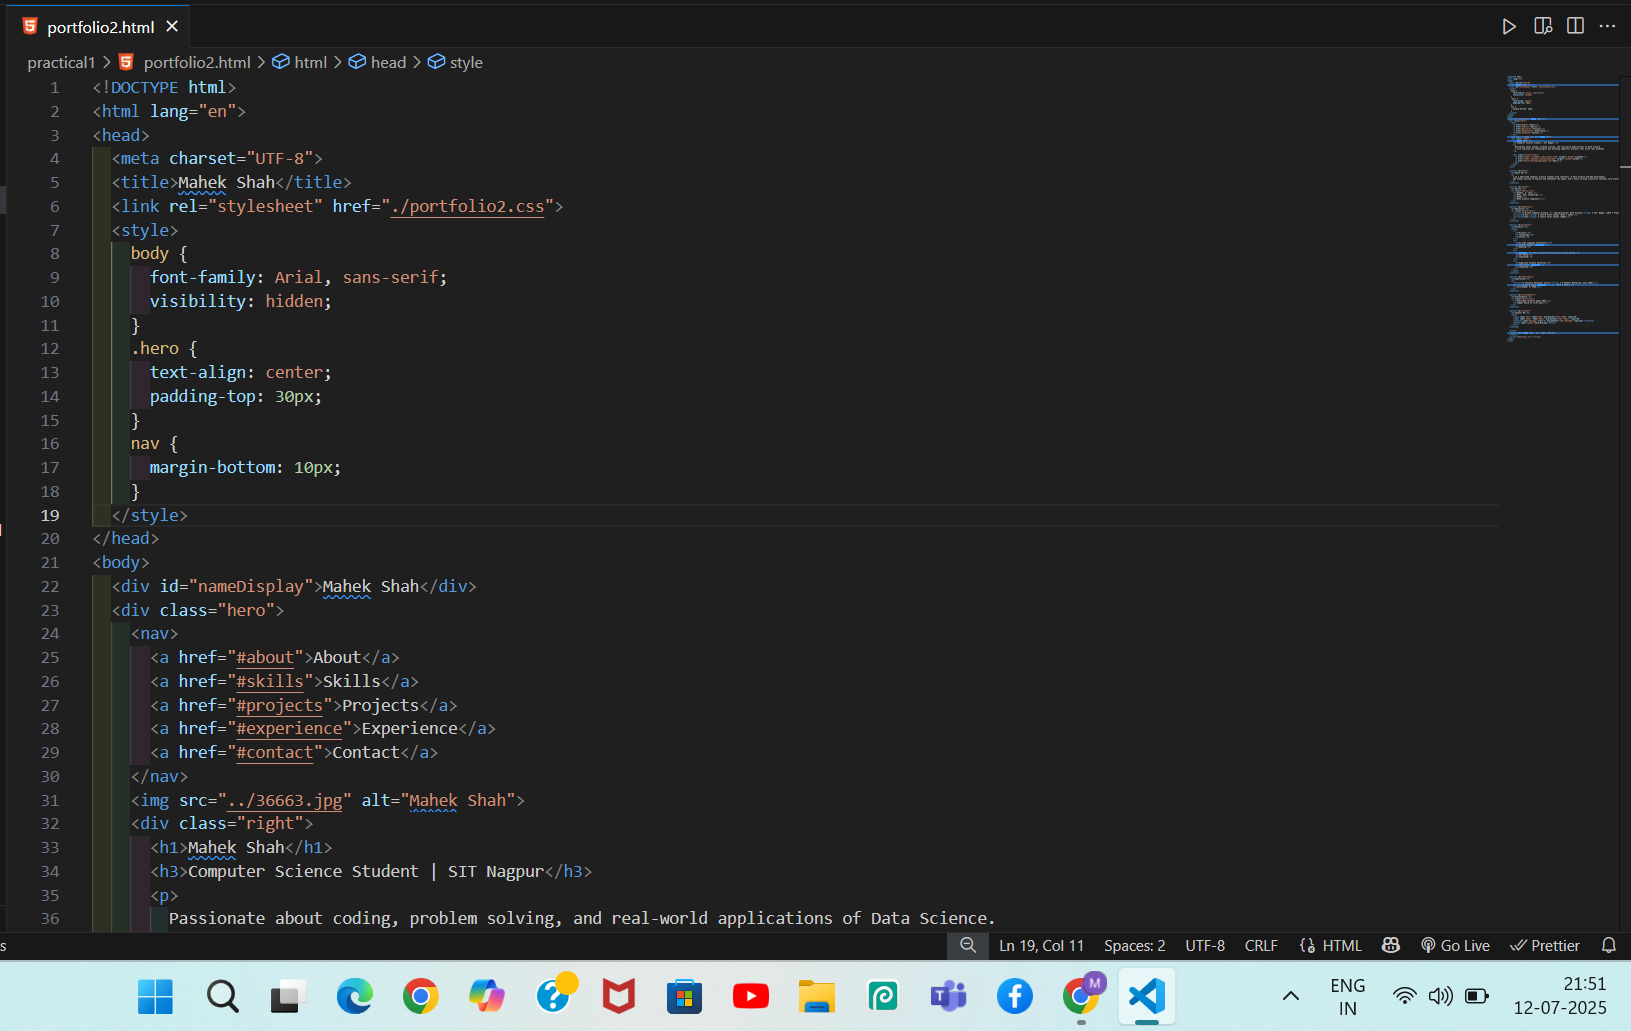 portfolio2.html
practical1 > portfolio2.html > html > head > style
1 <!DOCTYPE html>
2 <html lang="en">
3 <head>
4   <meta charset="UTF-8">
5   <title>Mahek Shah</title>
6   <link rel="stylesheet" href="./portfolio2.css">
7   <style>
8     body {
9       font-family: Arial, sans-serif;
10       visibility: hidden;
11     }
12     .hero {
13       text-align: center;
14       padding-top: 30px;
15     }
16     nav {
17       margin-bottom: 10px;
18     }
19   </style>
20 </head>
21 <body>
22   <div id="nameDisplay">Mahek Shah</div>
23   <div class="hero">
24     <nav>
25       <a href="#about">About</a>
26       <a href="#skills">Skills</a>
27       <a href="#projects">Projects</a>
28       <a href="#experience">Experience</a>
29       <a href="#contact">Contact</a>
30     </nav>
31     <img src="../36663.jpg" alt="Mahek Shah">
32     <div class="right">
33       <h1>Mahek Shah</h1>
34       <h3>Computer Science Student | SIT Nagpur</h3>
35       <p>
36         Passionate about coding, problem solving, and real-world applications of Data Science.
s Ln 19, Col 11 Spaces: 2 UTF-8 CRLF {} HTML Go Live Prettier
M
ENG 21:51
IN 12-07-2025